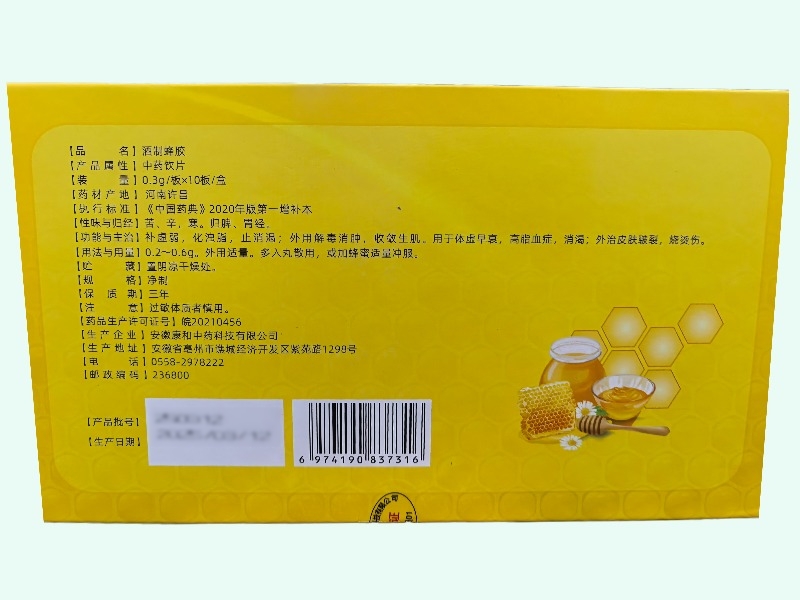 【品 名】酒制蜂胶
【产品属性】中药饮片
【装 量】0.3g/板×10板/盒
【药材产地】河南许昌
【执行标准】《中国药典》2020年版第一增补本
【性味与归经】苦、辛,寒。归脾、胃经。
【功能与主治】补虚弱,化浊脂,止消渴;外用解毒消肿,收敛生肌。用于体虚早衰,高脂血症,消渴;外治皮肤皲裂,烧烫伤。
【用法与用量】0.2~0.6g。外用适量。多入丸散用,或加蜂蜜适量冲服。
【贮 藏】置阴凉干燥处。
【规 格】净制
【保 质 期】三年
【注 意】过敏体质者慎用。
【药品生产许可证号】皖20210456
【生产企业】安徽康和中药科技有限公司
【生产地址】安徽省亳州市谯城经济开发区紫苑路1298号
【电 话】0558-2978222
【邮政编码】236800
【产品批号】
【生产日期】
6 974190 837316